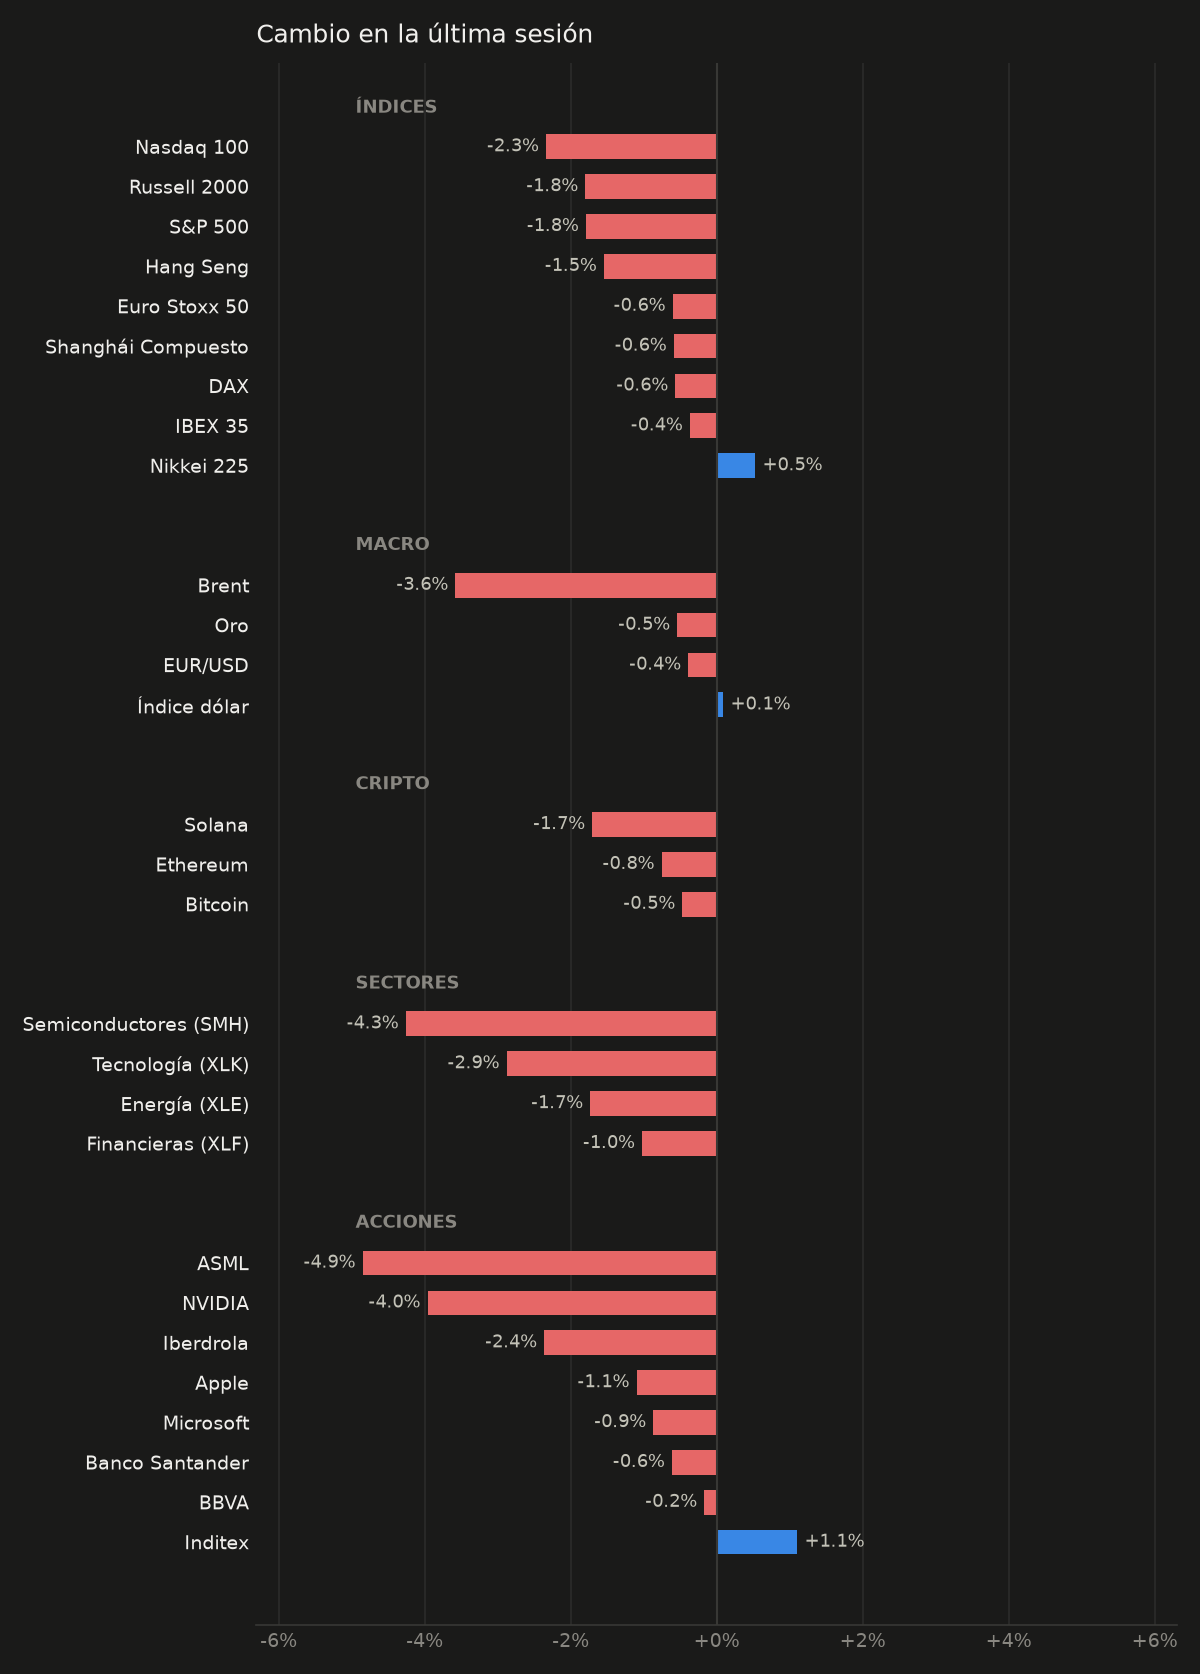 Cambio en la última sesión
ÍNDICES
Nasdaq 100 -2.3%
Russell 2000 -1.8%
S&P 500 -1.8%
Hang Seng -1.5%
Euro Stoxx 50 -0.6%
Shanghái Compuesto -0.6%
DAX -0.6%
IBEX 35 -0.4%
Nikkei 225 +0.5%
MACRO
Brent -3.6%
Oro -0.5%
EUR/USD -0.4%
Índice dólar +0.1%
CRIPTO
Solana -1.7%
Ethereum -0.8%
Bitcoin -0.5%
SECTORES
Semiconductores (SMH) -4.3%
Tecnología (XLK) -2.9%
Energía (XLE) -1.7%
Financieras (XLF) -1.0%
ACCIONES
ASML -4.9%
NVIDIA -4.0%
Iberdrola -2.4%
Apple -1.1%
Microsoft -0.9%
Banco Santander -0.6%
BBVA -0.2%
Inditex +1.1%
-6% -4% -2% +0% +2% +4% +6%